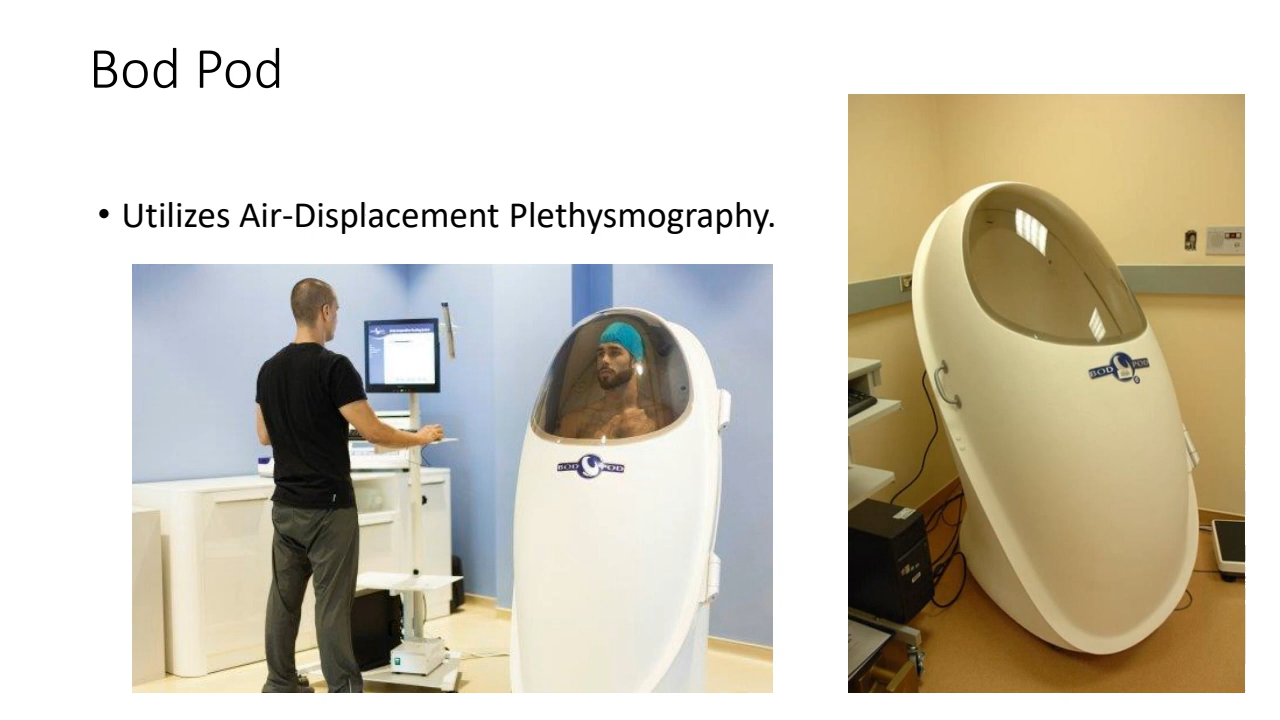 Bod Pod
• Utilizes Air-Displacement Plethysmography.
BOD POD
BOD POD